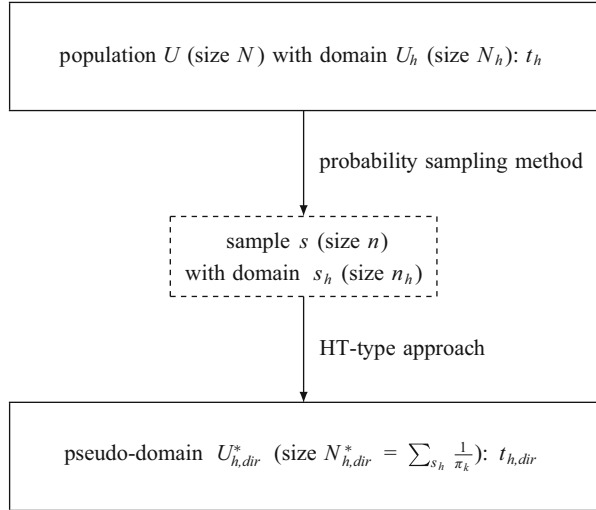 population U (size N) with domain U_h (size N_h): t_h
probability sampling method
sample s (size n)
with domain s_h (size n_h)
HT-type approach
pseudo-domain U^*_{h,dir} (size N^*_{h,dir} = ∑_{s_h} \frac{1}{π_k}): t_{h,dir}